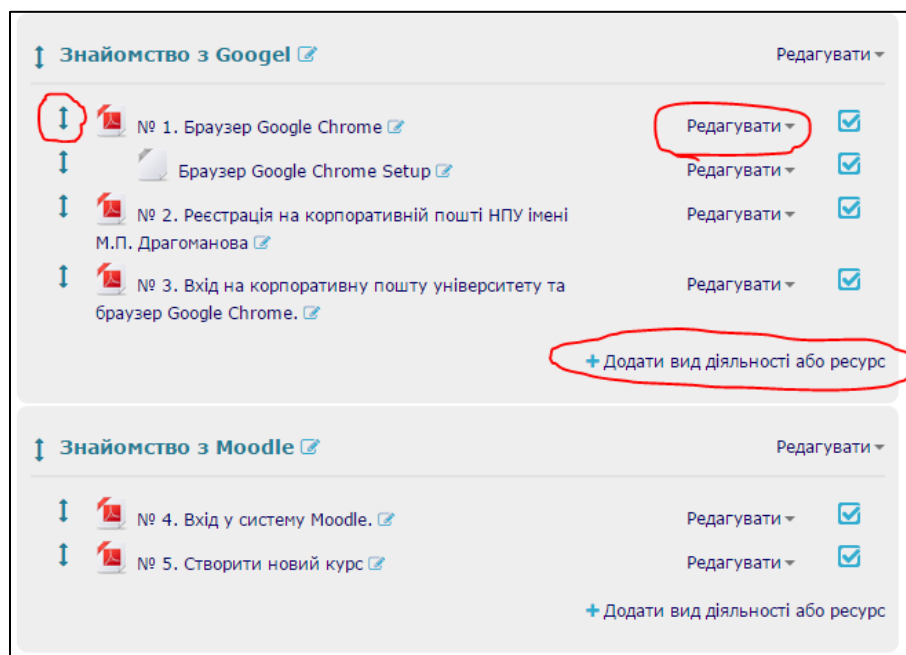 Знайомство з Googel
Редагувати
№ 1. Браузер Google Chrome
Редагувати
Браузер Google Chrome Setup
Редагувати
№ 2. Реєстрація на корпоративній пошті НПУ імені
М.П. Драгоманова
Редагувати
№ 3. Вхід на корпоративну пошту університету та
браузер Google Chrome.
Редагувати
+ Додати вид діяльності або ресурс
Знайомство з Moodle
Редагувати
№ 4. Вхід у систему Moodle.
Редагувати
№ 5. Створити новий курс
Редагувати
+ Додати вид діяльності або ресурс